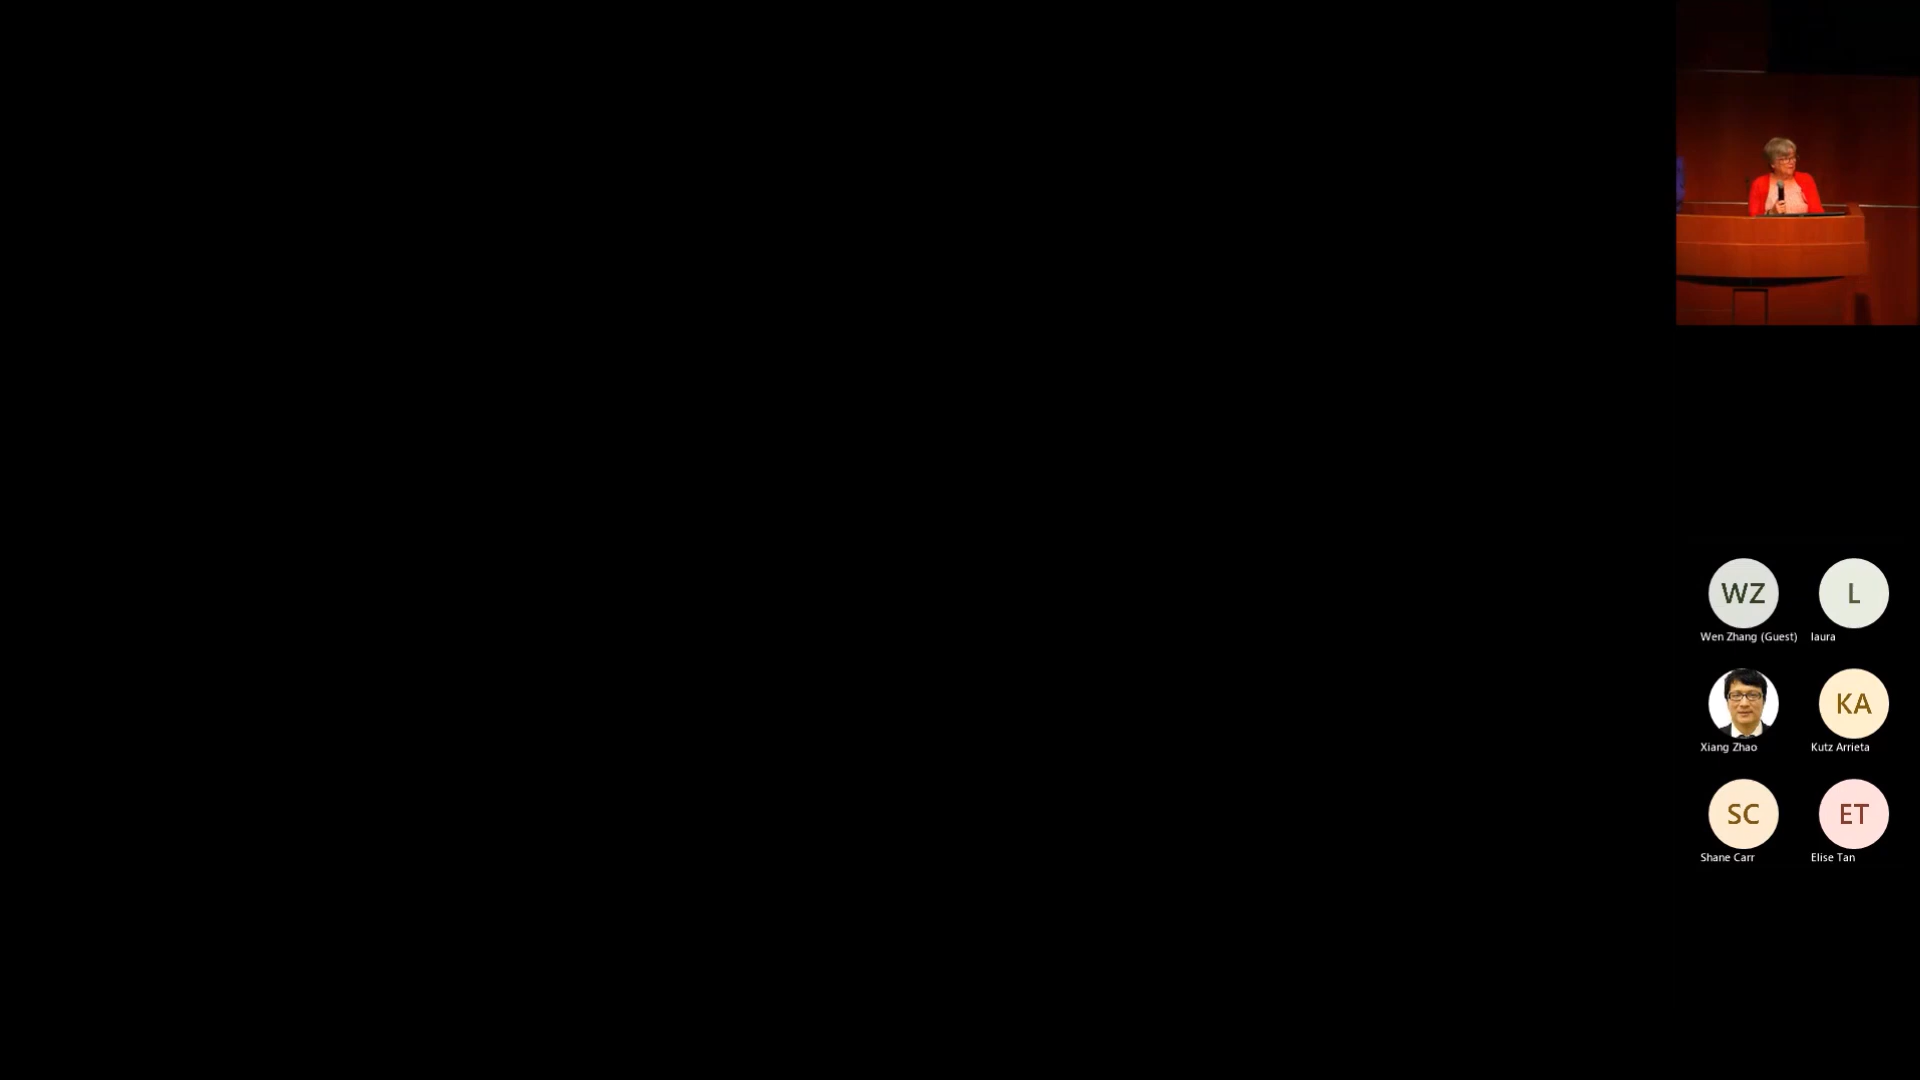 WZ L
Wen Zhang (Guest) laura
KA
Xiang Zhao Kutz Arrieta
SC ET
Shane Carr Elise Tan